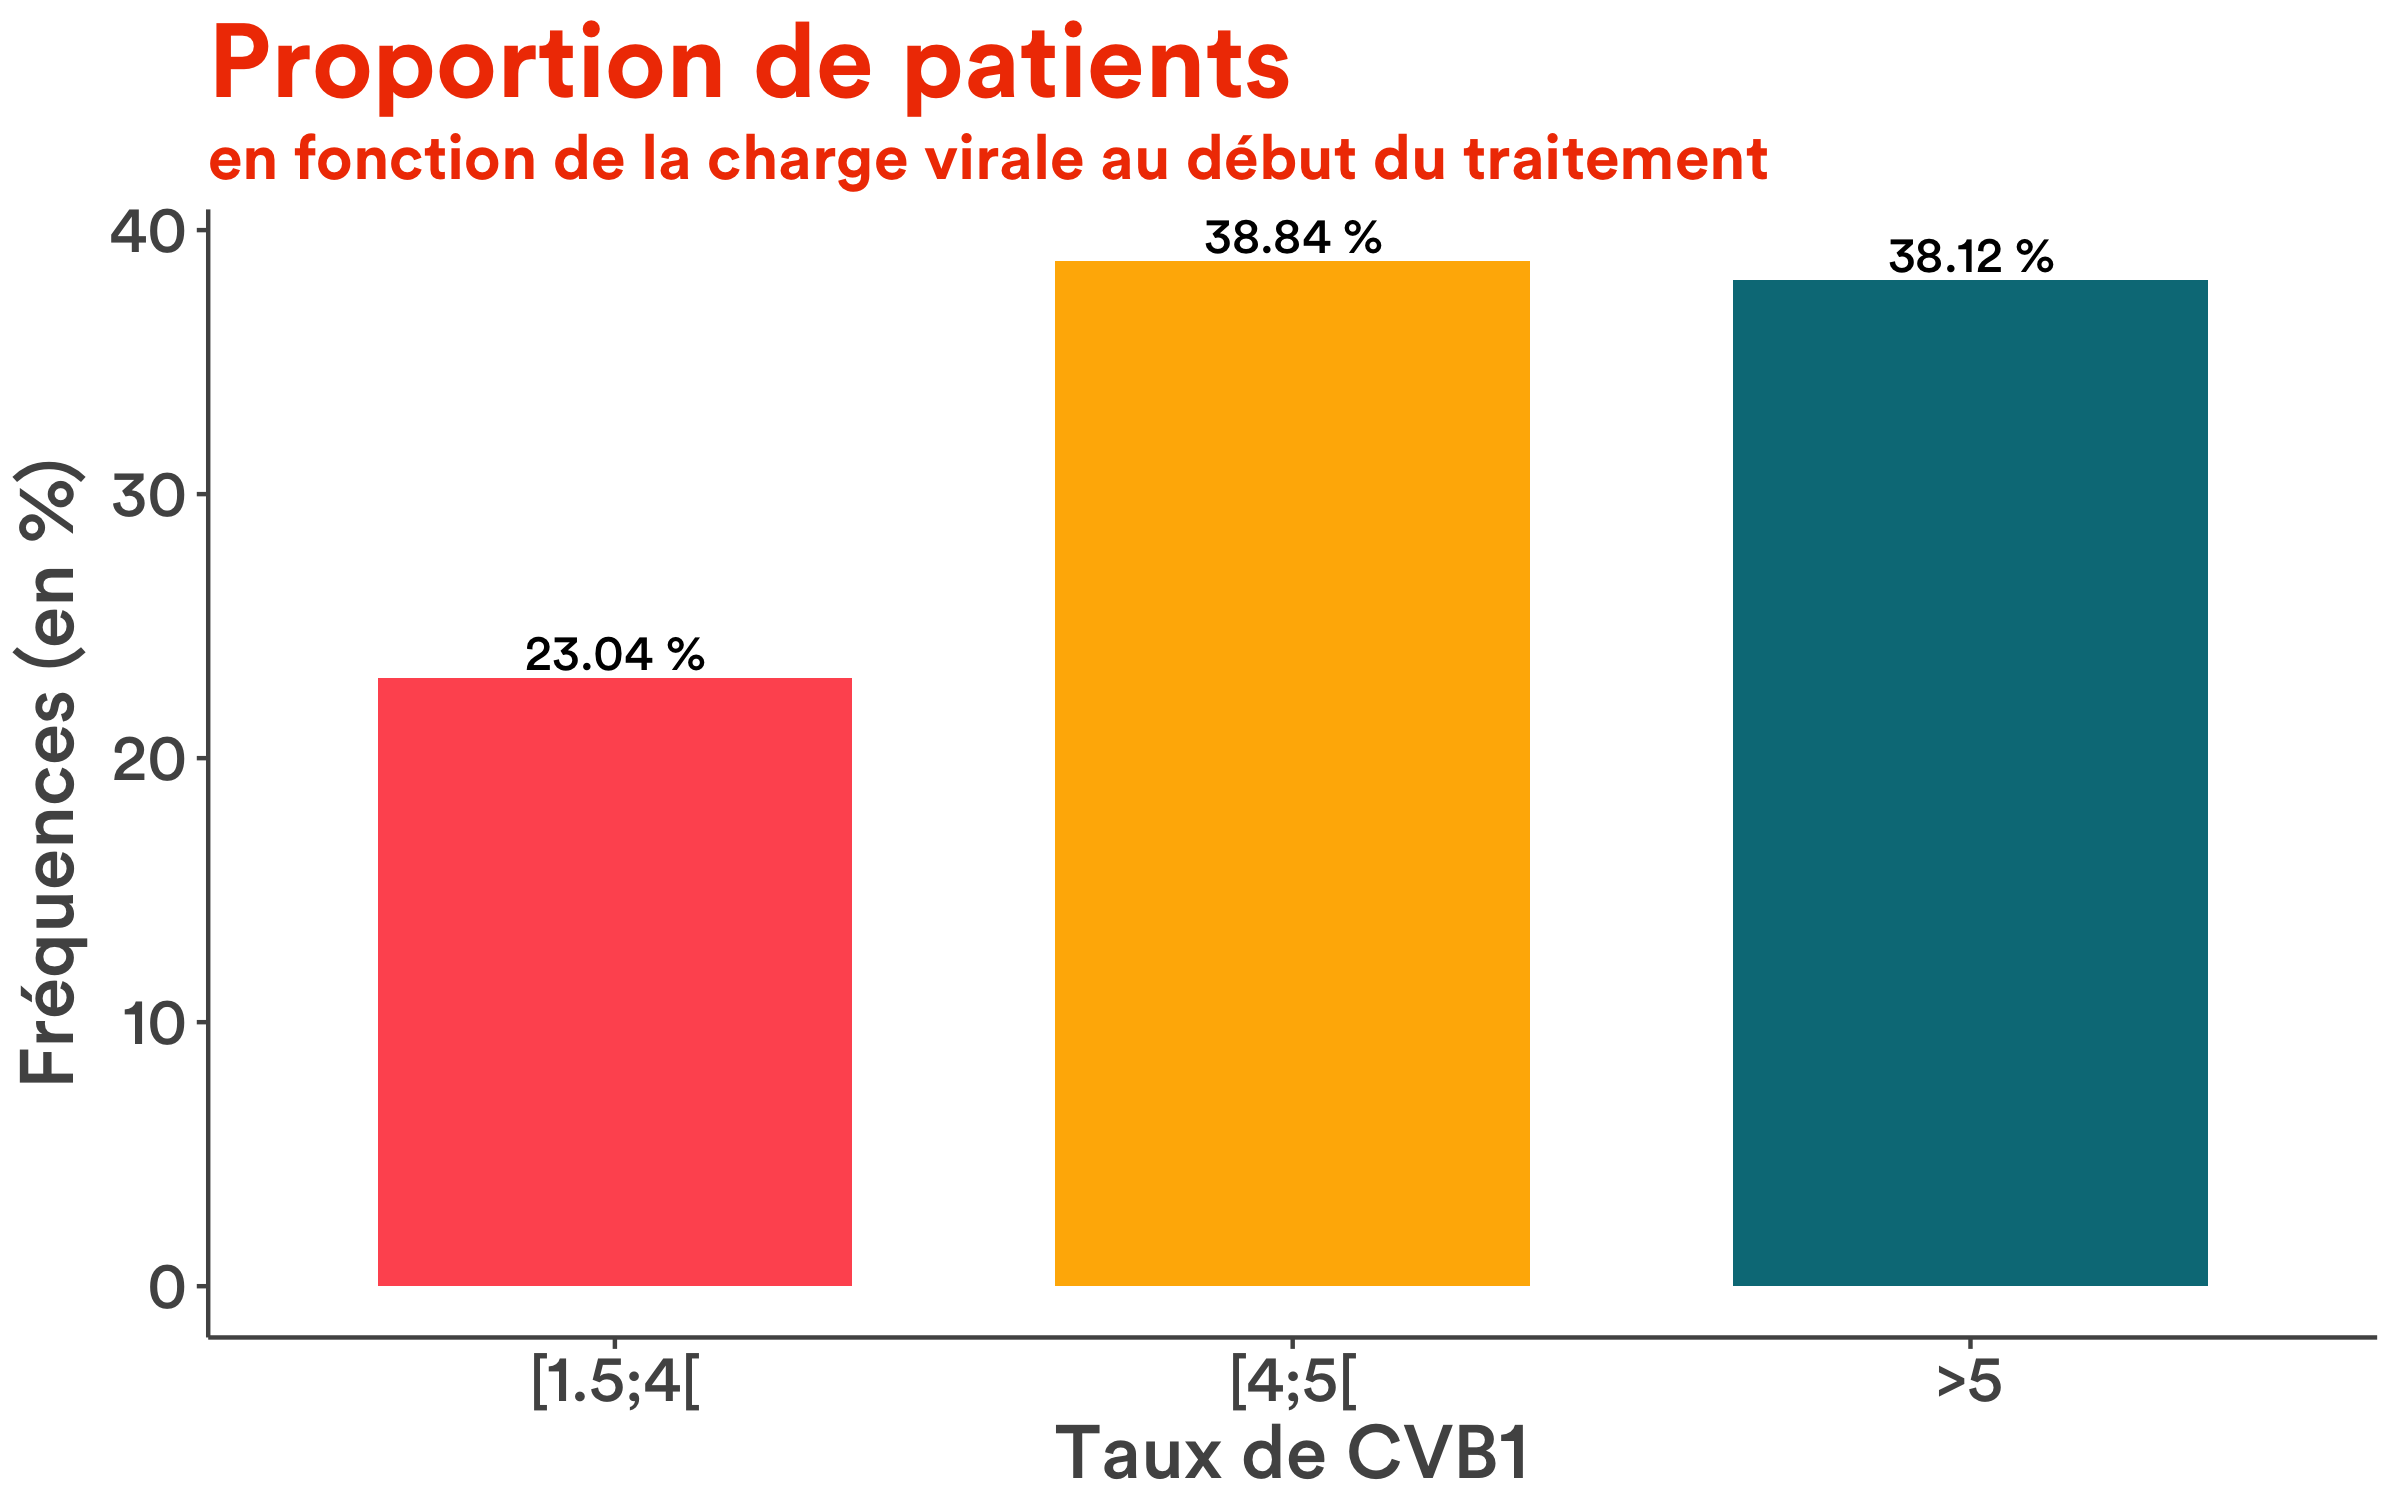 Proportion de patients
en fonction de la charge virale au début du traitement
Fréquences (en %)
40
30
20
10
0
23.04 %
38.84 %
38.12 %
[1.5;4[
[4;5[
>5
Taux de CVB1